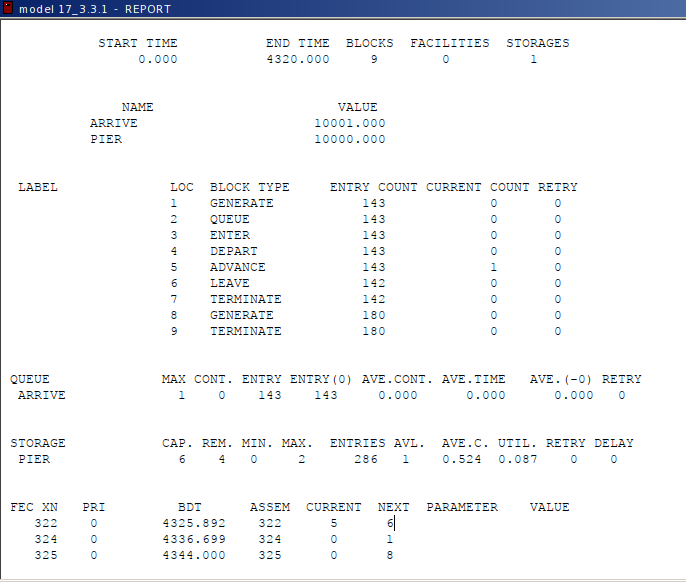 model 17_3.3.1 - REPORT
START TIME END TIME BLOCKS FACILITIES STORAGES
0.000 4320.000 9 0 1
NAME VALUE
ARRIVE 10001.000
PIER 10000.000
LABEL LOC BLOCK TYPE ENTRY COUNT CURRENT COUNT RETRY
1 GENERATE 143 0 0
2 QUEUE 143 0 0
3 ENTER 143 0 0
4 DEPART 143 0 0
5 ADVANCE 143 1 0
6 LEAVE 142 0 0
7 TERMINATE 142 0 0
8 GENERATE 180 0 0
9 TERMINATE 180 0 0
QUEUE MAX CONT. ENTRY ENTRY(0) AVE.CONT. AVE.TIME AVE.(-0) RETRY
ARRIVE 1 0 143 143 0.000 0.000 0.000 0
STORAGE CAP. REM. MIN. MAX. ENTRIES AVL. AVE.C. UTIL. RETRY DELAY
PIER 6 4 0 2 286 1 0.524 0.087 0 0
FEC XN PRI BDT ASSEM CURRENT NEXT PARAMETER VALUE
322 0 4325.892 322 5 6
324 0 4336.699 324 0 1
325 0 4344.000 325 0 8